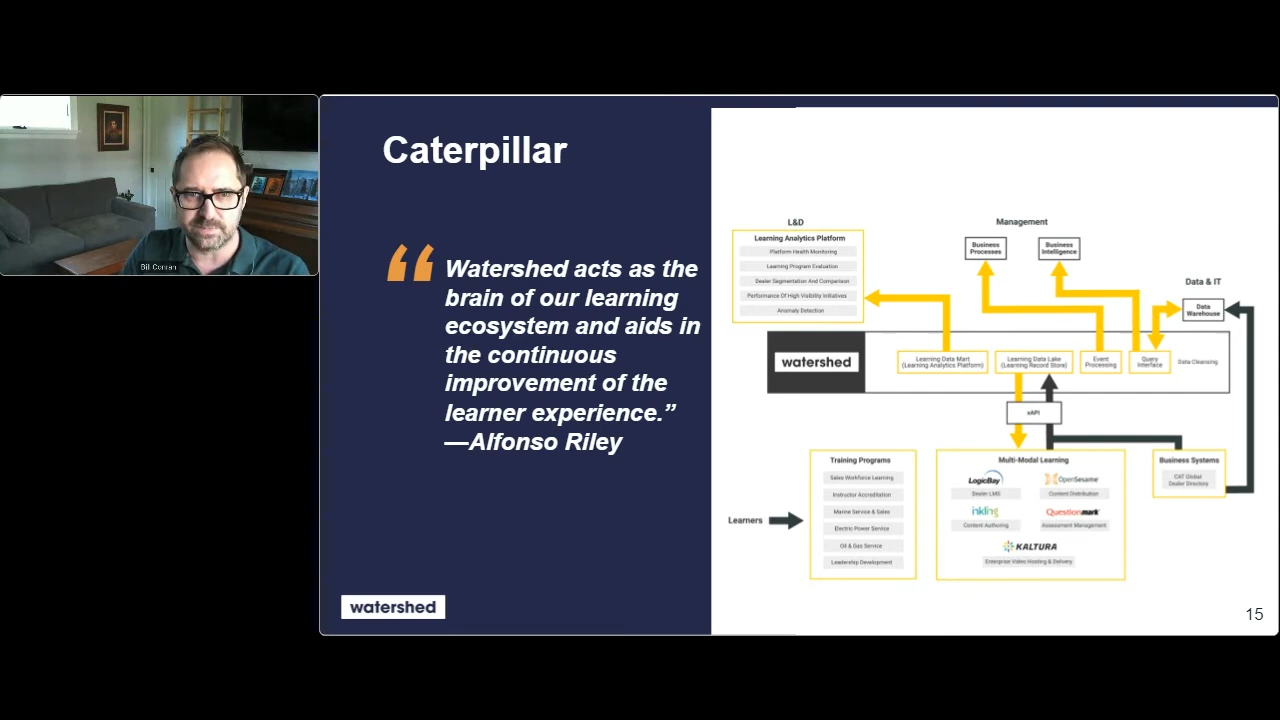 Bill Conran
Caterpillar
“
Watershed acts as the
brain of our learning
ecosystem and aids in
the continuous
improvement of the
learner experience.”
—Alfonso Riley
watershed
L&D
Learning Analytics Platform
Platform Health Monitoring
Learning Program Evaluation
Dealer Segmentation And Comparison
Performance Of High Visibility Initiatives
Anomaly Detection
Management
Business
Processes
Business
Intelligence
Data & IT
Data
Warehouse
watershed
Learning Data Mart
(Learning Analytics Platform)
Learning Data Lake
(Learning Record Store)
Event
Processing
Query
Interface
Data Cleansing
xAPI
Learners
Training Programs
Sales Workforce Learning
Instructor Accreditation
Marine Service & Sales
Electric Power Service
Oil & Gas Service
Leadership Development
Multi-Modal Learning
LogicBay
Dealer LMS
OpenSesame
Content Distribution
inkling
Content Authoring
Questionmark
Assessment Management
KALTURA
Enterprise Video Hosting & Delivery
Business Systems
CAT Global
Dealer Directory
15